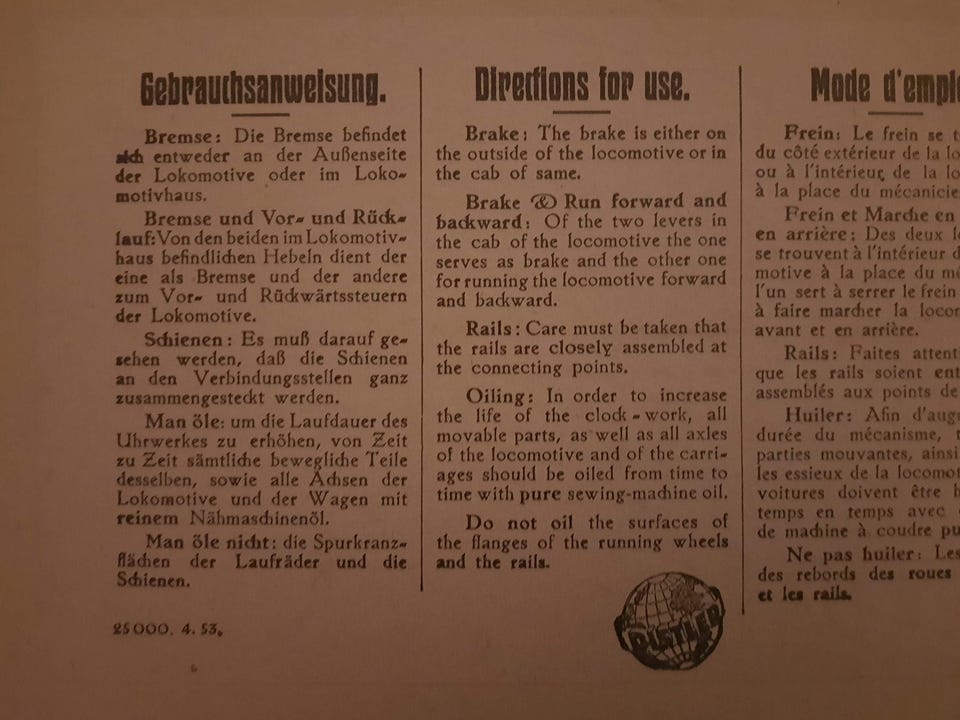 Gebrauchsanweisung.
Bremse: Die Bremse befindet
sich entweder an der Außenseite
der Lokomotive oder im Loko-
motivhaus.
Bremse und Vor- und Rück-
lauf: Von den beiden im Lokomotiv-
haus befindlichen Hebeln dient der
eine als Bremse und der andere
zum Vor- und Rückwärtssteuern
der Lokomotive.
Schienen: Es muß darauf ge-
sehen werden, daß die Schienen
an den Verbindungsstellen ganz
zusammengesteckt werden.
Man öle: um die Laufdauer des
Uhrwerkes zu erhöhen, von Zeit
zu Zeit sämtliche bewegliche Teile
desselben, sowie alle Achsen der
Lokomotive und der Wagen mit
reinem Nähmaschinenöl.
Man öle nicht: die Spurkranz-
flächen der Laufräder und die
Schienen.
25000. 4. 53.
Directions for use.
Brake: The brake is either on
the outside of the locomotive or in
the cab of same.
Brake & Run forward and
backward: Of the two levers in
the cab of the locomotive the one
serves as brake and the other one
for running the locomotive forward
and backward.
Rails: Care must be taken that
the rails are closely assembled at
the connecting points.
Oiling: In order to increase
the life of the clock-work, all
movable parts, as well as all axles
of the locomotive and of the carri-
ages should be oiled from time to
time with pure sewing-machine oil.
Do not oil the surfaces of
the flanges of the running wheels
and the rails.
DISTLER
Mode d'emplo
Frein: Le frein se t
du côté extérieur de la lo
ou à l'intérieur de la lo
à la place du mécanicie
Frein et Marche en
en arrière: Des deux le
se trouvent à l'intérieur d
motive à la place du mé
l'un sert à serrer le frein
à faire marcher la locom
avant et en arrière.
Rails: Faites attenti
que les rails soient ent
assemblés aux points de
Huiler: Afin d'aug
durée du mécanisme, t
parties mouvantes, ainsi
les essieux de la locomot
voitures doivent être h
temps en temps avec
de machine à coudre pu
Ne pas huiler: Les
des rebords des roues
et les rails.